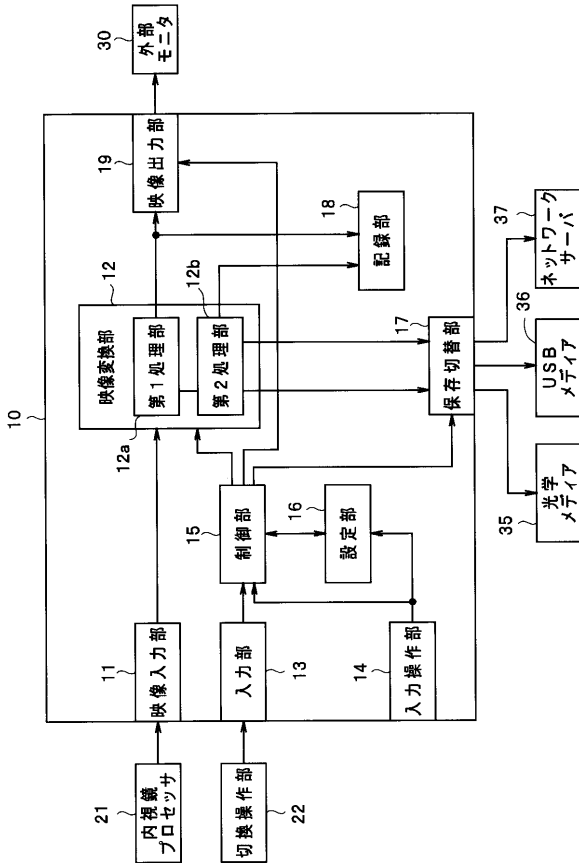 10
21
内視鏡
プロセッサ
22
切換操作部
11
映像入力部
13
入力部
14
入力操作部
15
制御部
16
設定部
12
映像変換部
12a
第1処理部
12b
第2処理部
17
保存切替部
18
記録部
19
映像出力部
30
外部
モニタ
35
光学
メディア
36
USB
メディア
37
ネットワーク
サーバ